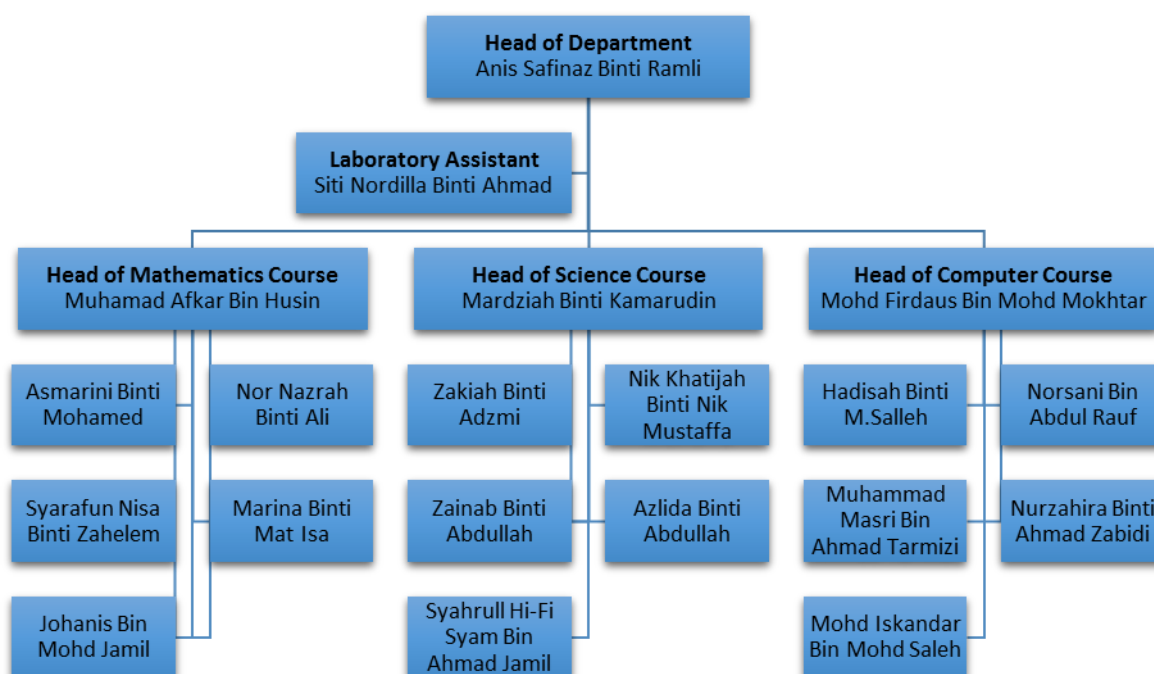 Head of Department
Anis Safinaz Binti Ramli
Laboratory Assistant
Siti Nordilla Binti Ahmad
Head of Mathematics Course
Muhamad Afkar Bin Husin
Head of Science Course
Mardziah Binti Kamarudin
Head of Computer Course
Mohd Firdaus Bin Mohd Mokhtar
Asmarini Binti
Mohamed
Nor Nazrah
Binti Ali
Zakiah Binti
Adzmi
Nik Khatijah
Binti Nik
Mustaffa
Hadisah Binti
M.Salleh
Norsani Bin
Abdul Rauf
Syarafun Nisa
Binti Zahelem
Marina Binti
Mat Isa
Zainab Binti
Abdullah
Azlida Binti
Abdullah
Muhammad
Masri Bin
Ahmad Tarmizi
Nurzahira Binti
Ahmad Zabidi
Johanis Bin
Mohd Jamil
Syahrull Hi-Fi
Syam Bin
Ahmad Jamil
Mohd Iskandar
Bin Mohd Saleh